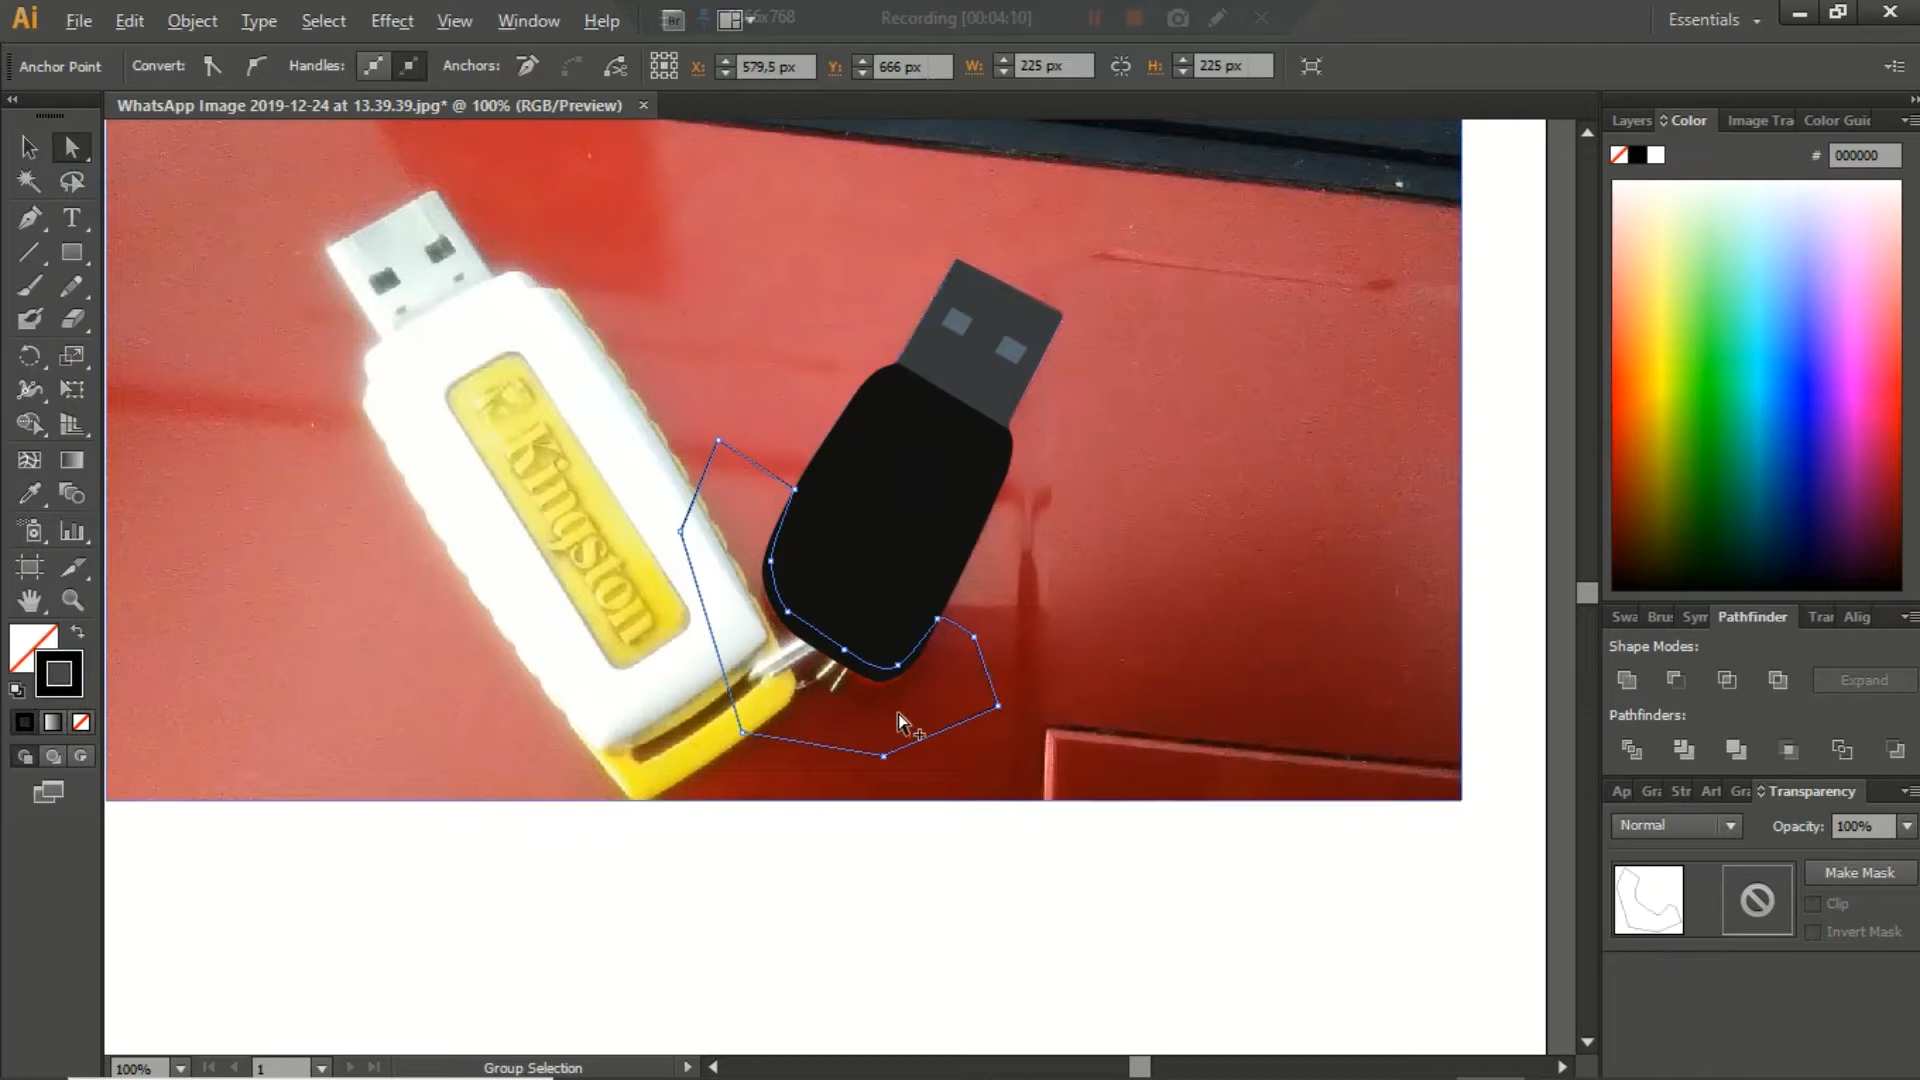 Ai File Edit Object Type Select Effect View Window Help Br 66x768 Recording [00:04:10] Essentials
Anchor Point Convert: Handles: Anchors: X: 579,5 px Y: 666 px W: 225 px H: 225 px
WhatsApp Image 2019-12-24 at 13.39.39.jpg* @ 100% (RGB/Preview)
Layers Color Image Tra Color Guid
# 000000
Kingston
Swa Brus Sym Pathfinder Trar Alig
Shape Modes:
Expand
Pathfinders:
Ap Gra Str Art Gra Transparency
Normal Opacity: 100%
Make Mask
Clip
Invert Mask
100% 1 Group Selection